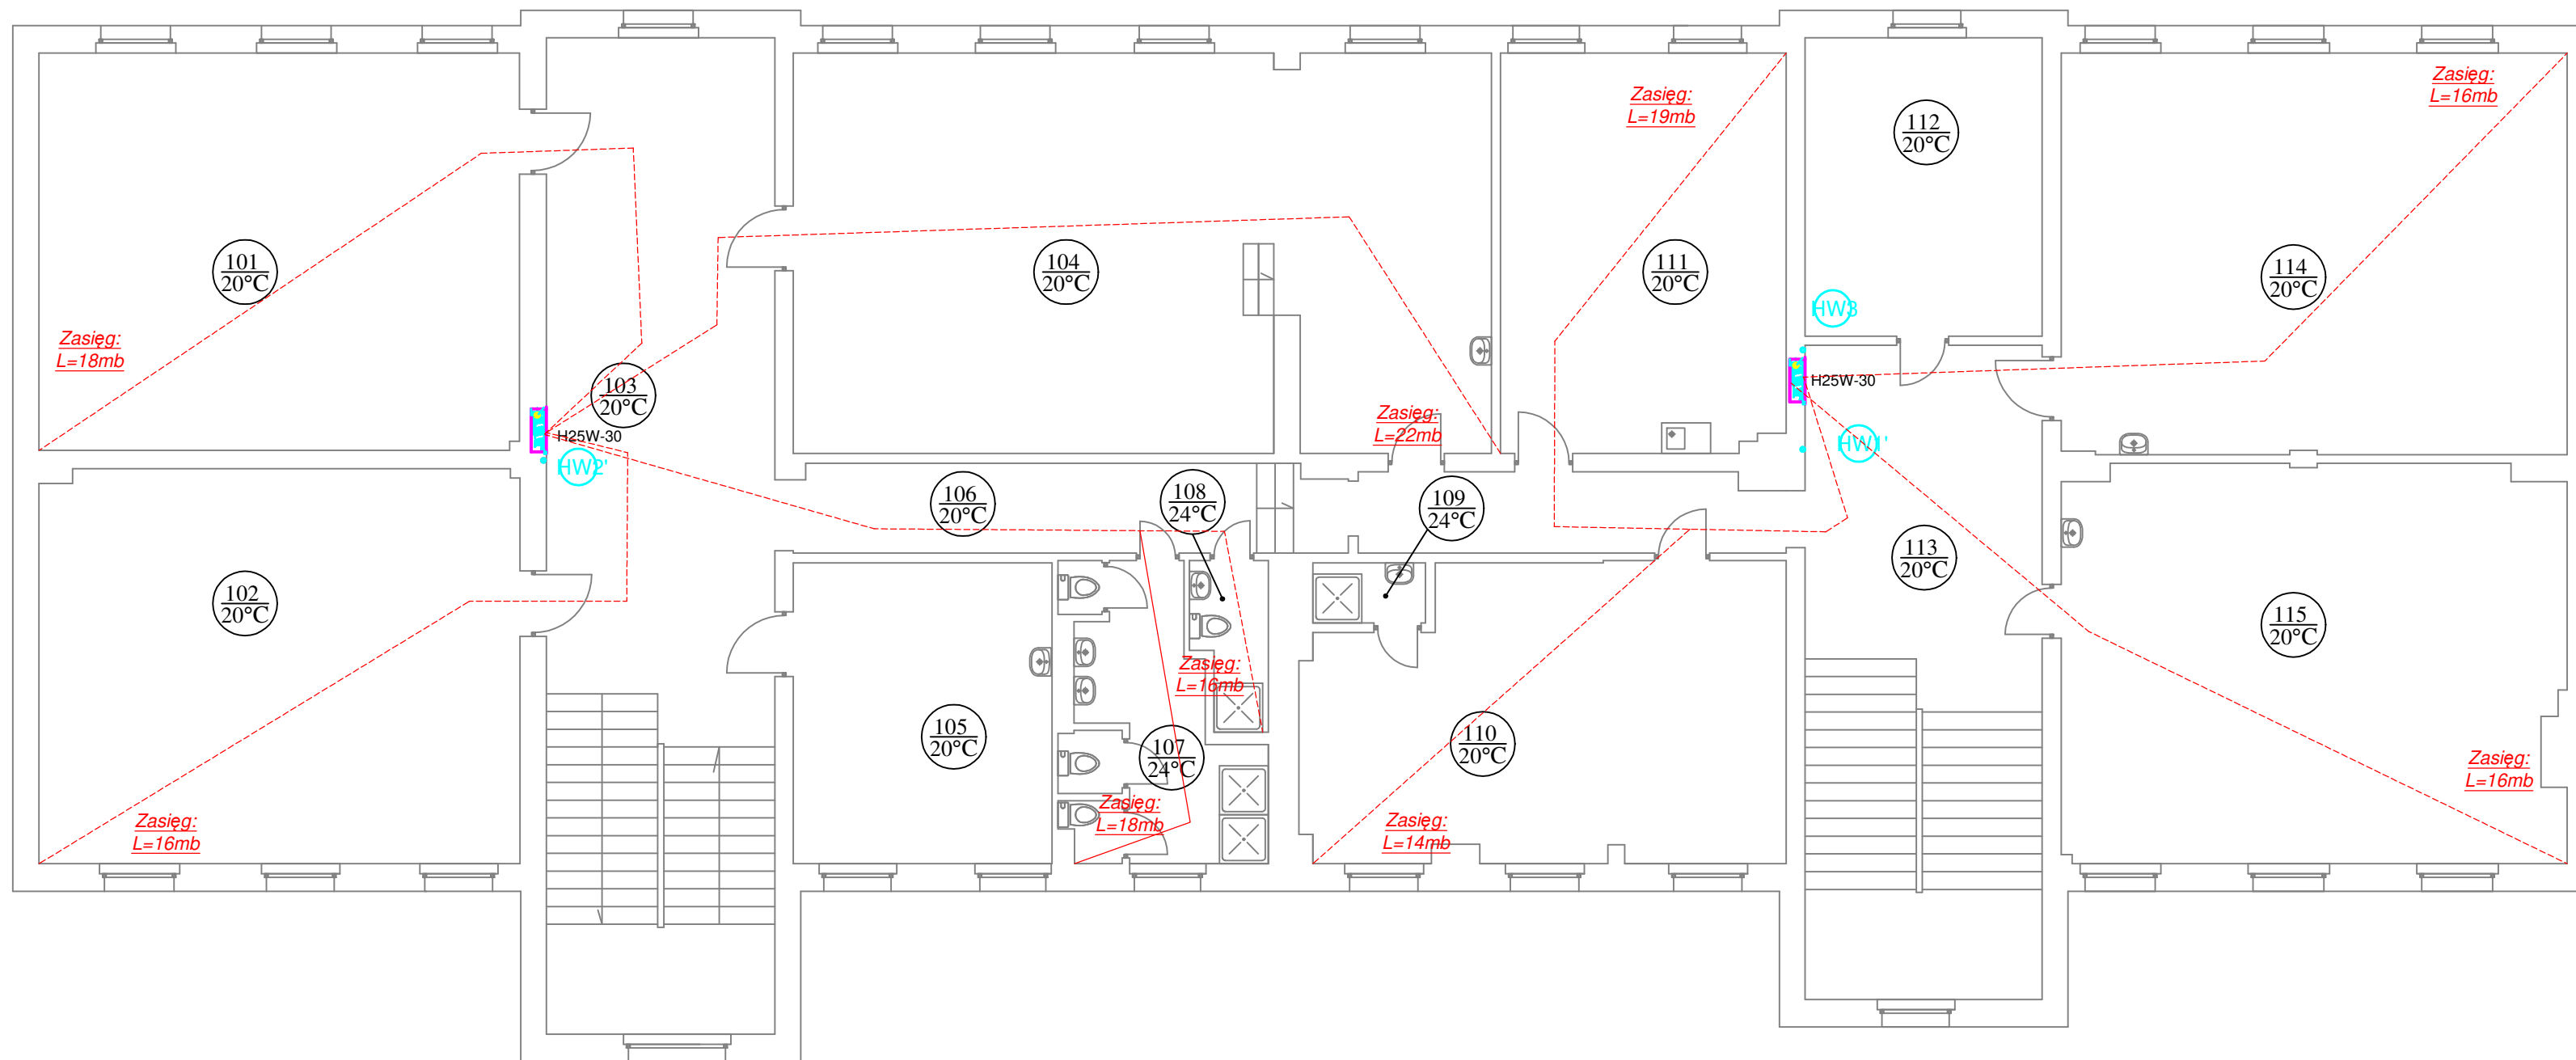 Zasięg:
L=16mb
Zasięg:
L=19mb
112
20°C
101
20°C
104
20°C
111
20°C
114
20°C
HW3
Zasięg:
L=18mb
103
20°C
H25W-30
H25W-30
Zasięg:
L=22mb
HW2'
HW1'
106
20°C
108
24°C
109
24°C
113
20°C
102
20°C
115
20°C
Zasięg:
L=16mb
105
20°C
107
24°C
110
20°C
Zasięg:
L=16mb
Zasięg:
L=18mb
Zasięg:
L=16mb
Zasięg:
L=14mb